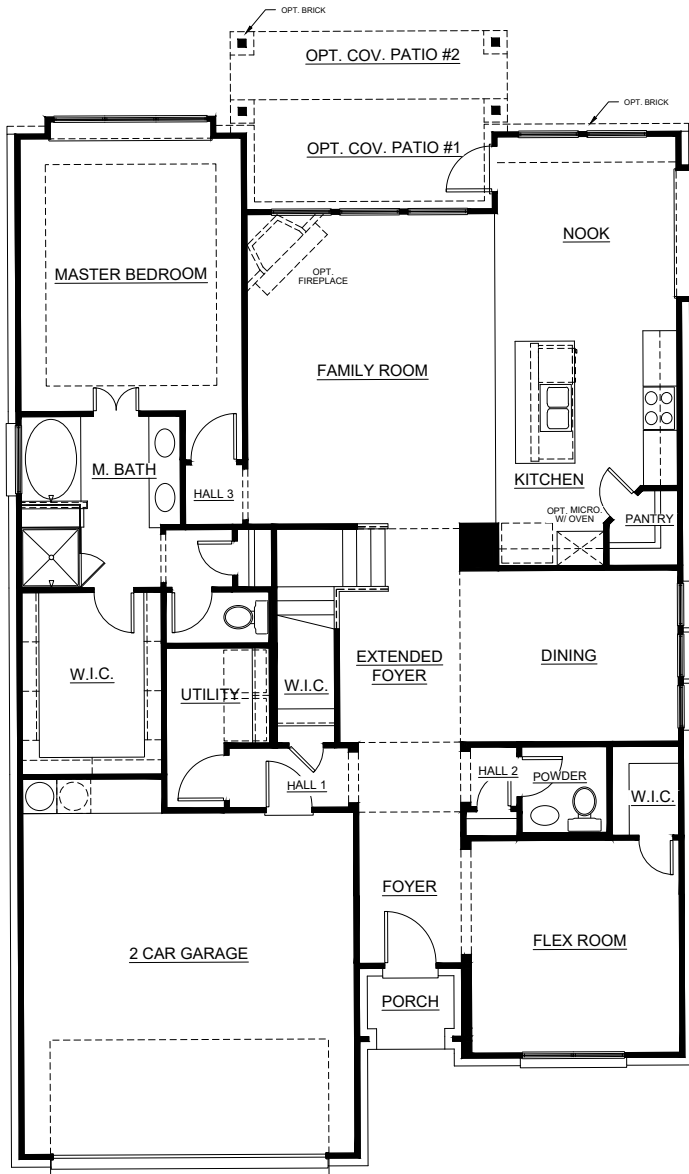 OPT. BRICK
OPT. COV. PATIO #2
OPT. BRICK
OPT. COV. PATIO #1
NOOK
MASTER BEDROOM
OPT.
FIREPLACE
FAMILY ROOM
M. BATH
KITCHEN
HALL 3
OPT. MICRO.
W/ OVEN
PANTRY
EXTENDED
FOYER
DINING
W.I.C.
UTILITY
W.I.C.
HALL 1
HALL 2
POWDER
W.I.C.
FOYER
FLEX ROOM
2 CAR GARAGE
PORCH